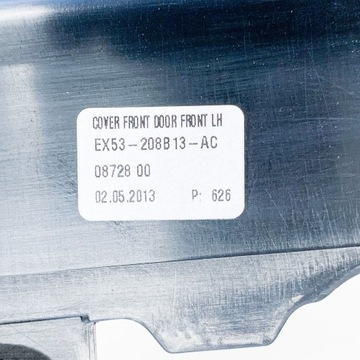 COVER FRONT DOOR FRONT LH
EX53-208B13-AC
08728 00
02.05.2013 P: 626